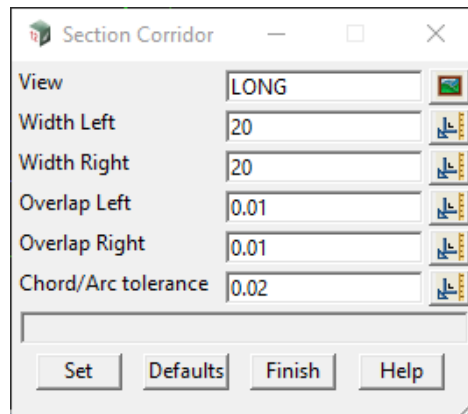 Section Corridor
View LONG
Width Left 20
Width Right 20
Overlap Left 0.01
Overlap Right 0.01
Chord/Arc tolerance 0.02
Set Defaults Finish Help